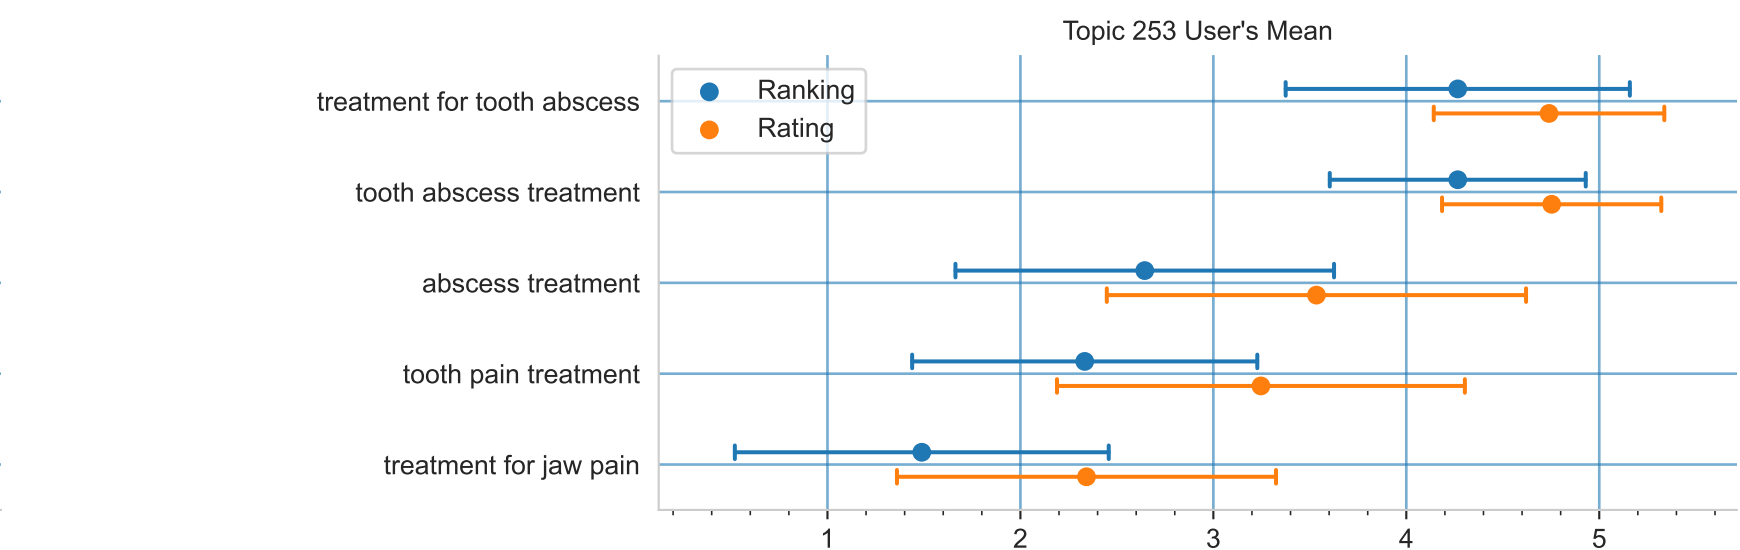 Topic 253 User's Mean
Ranking
Rating
treatment for tooth abscess
tooth abscess treatment
abscess treatment
tooth pain treatment
treatment for jaw pain
1 2 3 4 5